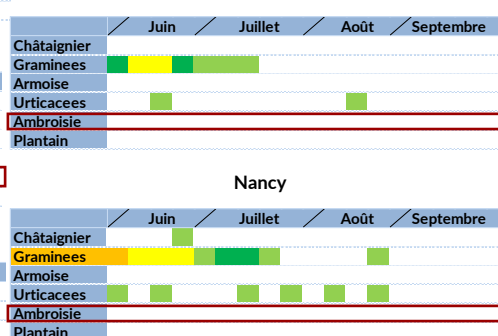 Juin Juillet Août Septembre
Châtaignier
Graminees
Armoise
Urticacees
Ambroisie
Plantain
Nancy
Juin Juillet Août Septembre
Châtaignier
Graminees
Armoise
Urticacees
Ambroisie
Plantain